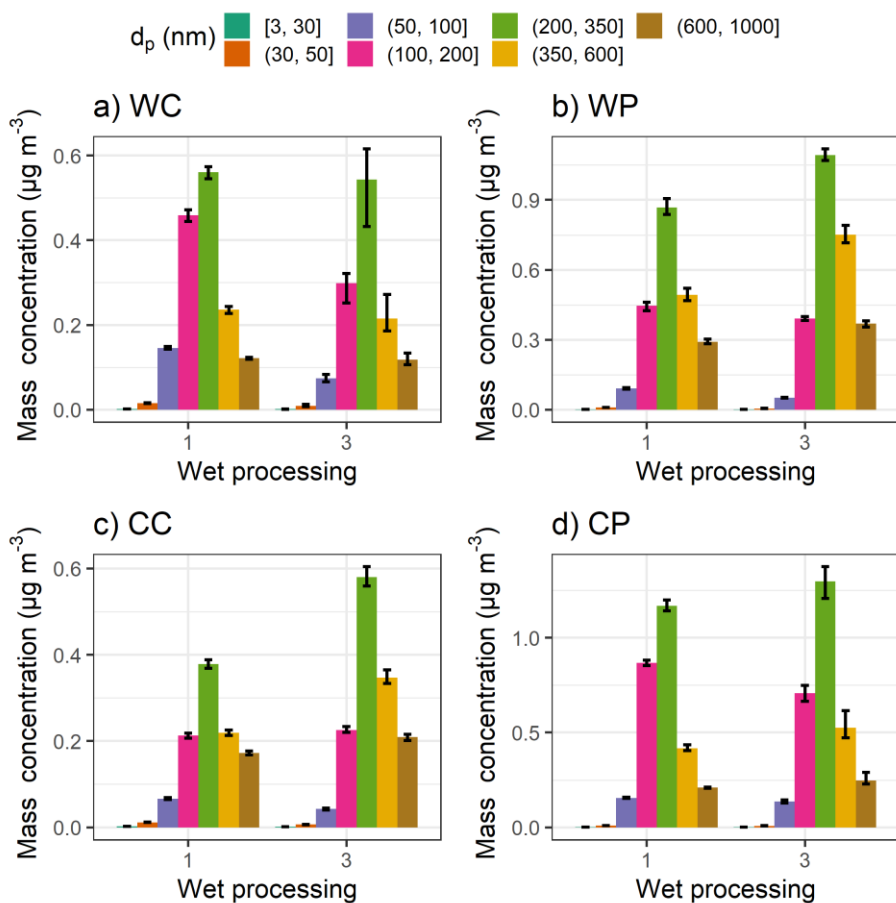 dp (nm)
[3, 30] (50, 100] (200, 350] (600, 1000]
(30, 50] (100, 200] (350, 600]
a) WC
Mass concentration (µg m⁻³)
0.6
0.4
0.2
0.0
1 3
Wet processing
b) WP
Mass concentration (µg m⁻³)
0.9
0.6
0.3
0.0
1 3
Wet processing
c) CC
Mass concentration (µg m⁻³)
0.6
0.4
0.2
0.0
1 3
Wet processing
d) CP
Mass concentration (µg m⁻³)
1.0
0.5
0.0
1 3
Wet processing